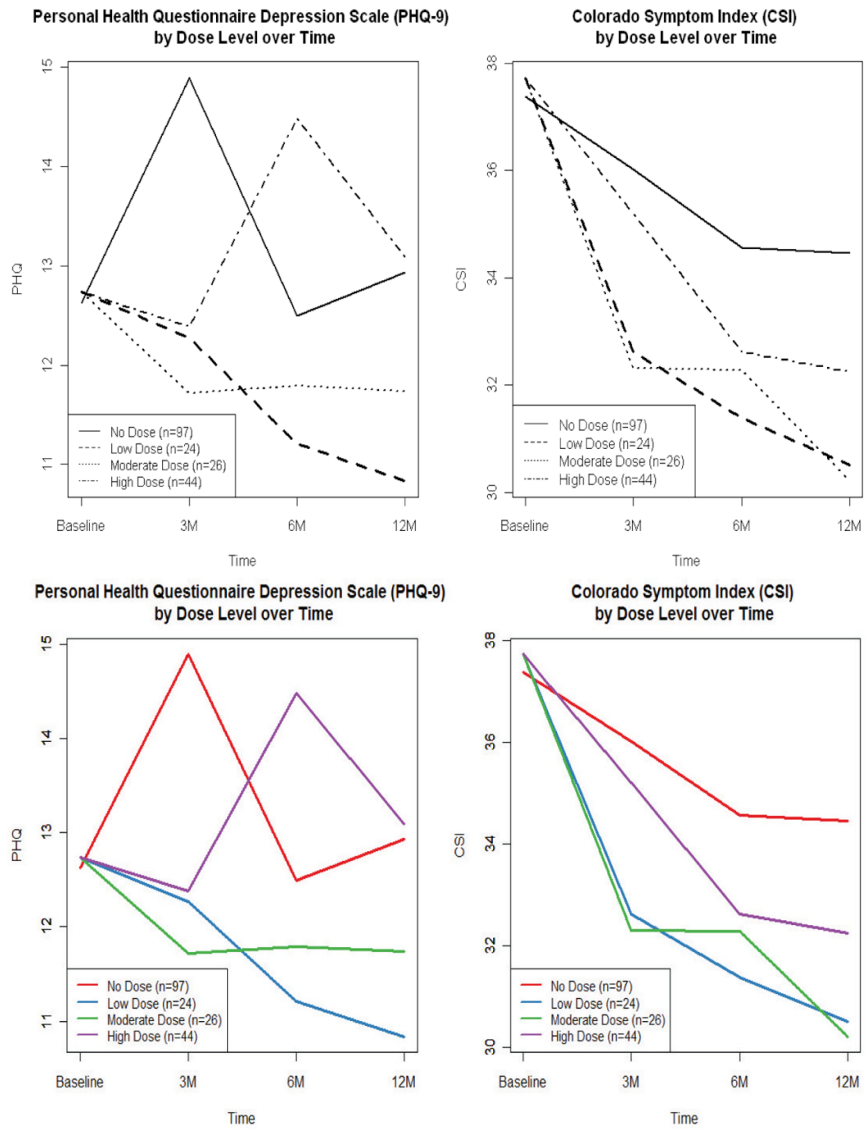 Personal Health Questionnaire Depression Scale (PHQ-9)
by Dose Level over Time
PHQ
15
14
13
12
11
No Dose (n=97)
Low Dose (n=24)
Moderate Dose (n=26)
High Dose (n=44)
Baseline 3M 6M 12M
Time
Colorado Symptom Index (CSI)
by Dose Level over Time
CSI
38
36
34
32
30
No Dose (n=97)
Low Dose (n=24)
Moderate Dose (n=26)
High Dose (n=44)
Baseline 3M 6M 12M
Time
Personal Health Questionnaire Depression Scale (PHQ-9)
by Dose Level over Time
PHQ
15
14
13
12
11
No Dose (n=97)
Low Dose (n=24)
Moderate Dose (n=26)
High Dose (n=44)
Baseline 3M 6M 12M
Time
Colorado Symptom Index (CSI)
by Dose Level over Time
CSI
38
36
34
32
30
No Dose (n=97)
Low Dose (n=24)
Moderate Dose (n=26)
High Dose (n=44)
Baseline 3M 6M 12M
Time